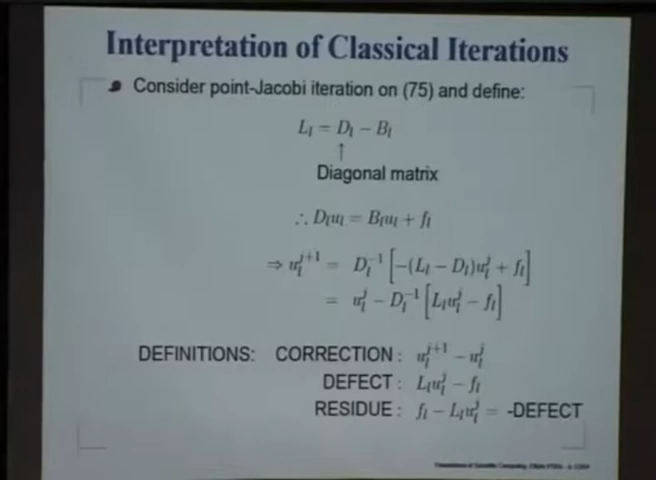 Interpretation of Classical Iterations
Consider point-Jacobi iteration on (75) and define:
L_l = D_l − B_l
↑
Diagonal matrix
∴ D_l u_l = B_l u_l + f_l
⇒ u_l^{j+1} = D_l^{−1} [−(L_l − D_l)u_l^j + f_l]
= u_l^j − D_l^{−1} [L_l u_l^j − f_l]
DEFINITIONS: CORRECTION : u_l^{j+1} − u_l^j
DEFECT : L_l u_l^j − f_l
RESIDUE : f_l − L_l u_l^j = -DEFECT